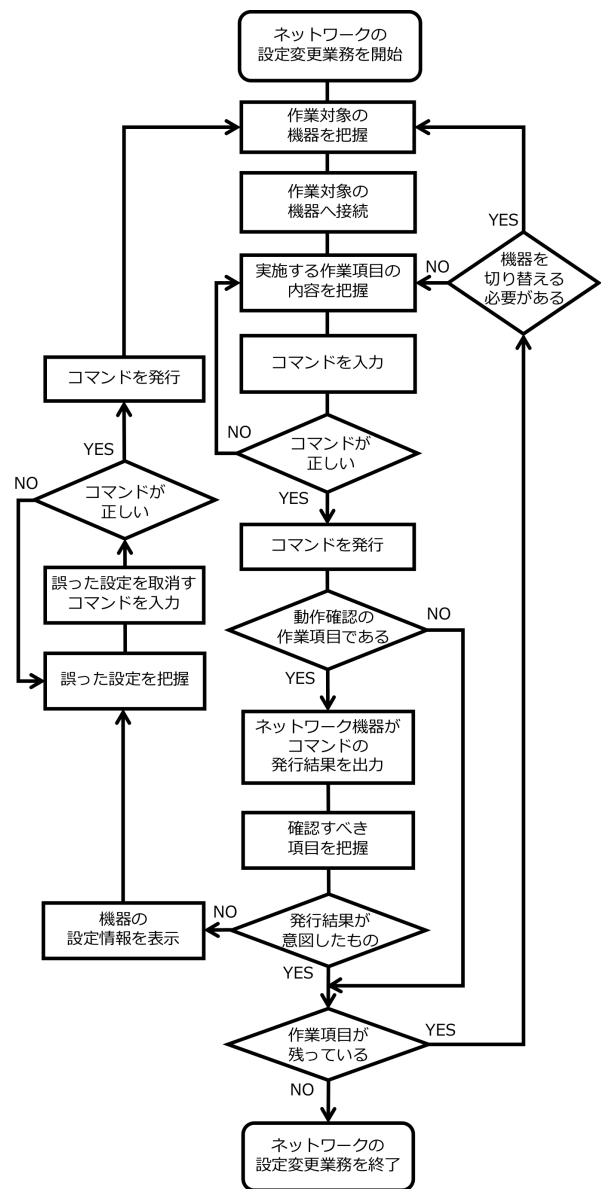 ネットワークの
設定変更業務を開始
作業対象の
機器を把握
作業対象の
機器へ接続
YES
機器を
切り替える
必要がある
NO
実施する作業項目の
内容を把握
コマンドを入力
コマンドを発行
NO
コマンドが
正しい
YES
YES
NO
コマンドが
正しい
コマンドを発行
誤った設定を取消す
コマンドを入力
動作確認の
作業項目である
NO
YES
誤った設定を把握
ネットワーク機器が
コマンドの
発行結果を出力
確認すべき
項目を把握
機器の
設定情報を表示
NO
発行結果が
意図したもの
YES
作業項目が
残っている
YES
NO
ネットワークの
設定変更業務を終了